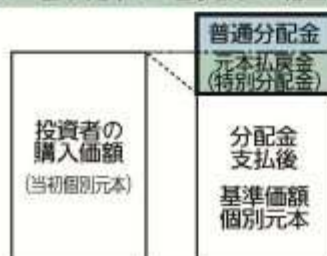 普通分配金
元本払戻金
(特別分配金)
投資者の
購入価額
(当初個別元本)
分配金
支払後
基準価額
個別元本